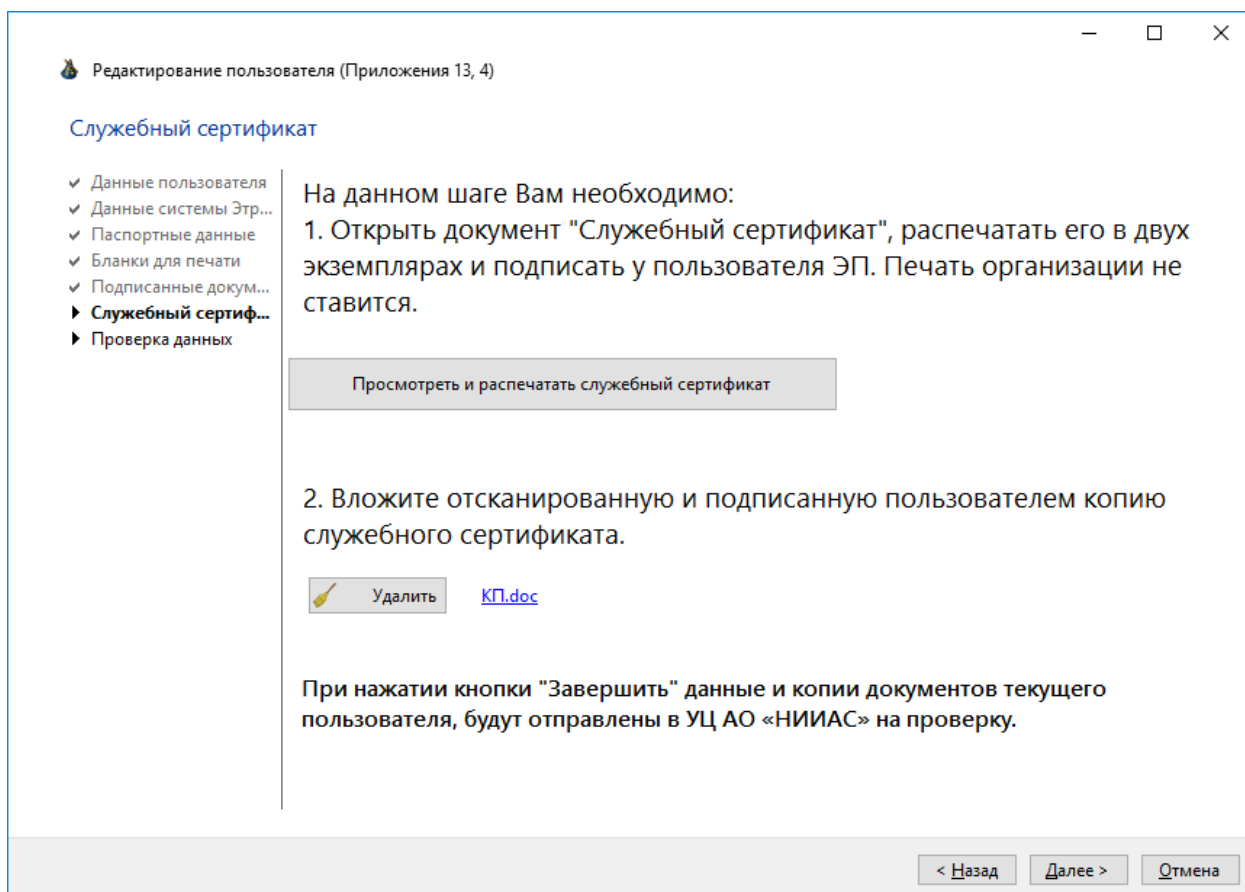 Редактирование пользователя (Приложения 13, 4)
Служебный сертификат
Данные пользователя
Данные системы Этр...
Паспортные данные
Бланки для печати
Подписанные докум...
Служебный сертиф...
Проверка данных
На данном шаге Вам необходимо:
1. Открыть документ "Служебный сертификат", распечатать его в двух
экземплярах и подписать у пользователя ЭП. Печать организации не
ставится.
Просмотреть и распечатать служебный сертификат
2. Вложите отсканированную и подписанную пользователем копию
служебного сертификата.
Удалить КП.doc
При нажатии кнопки "Завершить" данные и копии документов текущего
пользователя, будут отправлены в УЦ АО «НИИАС» на проверку.
< Назад Далее > Отмена